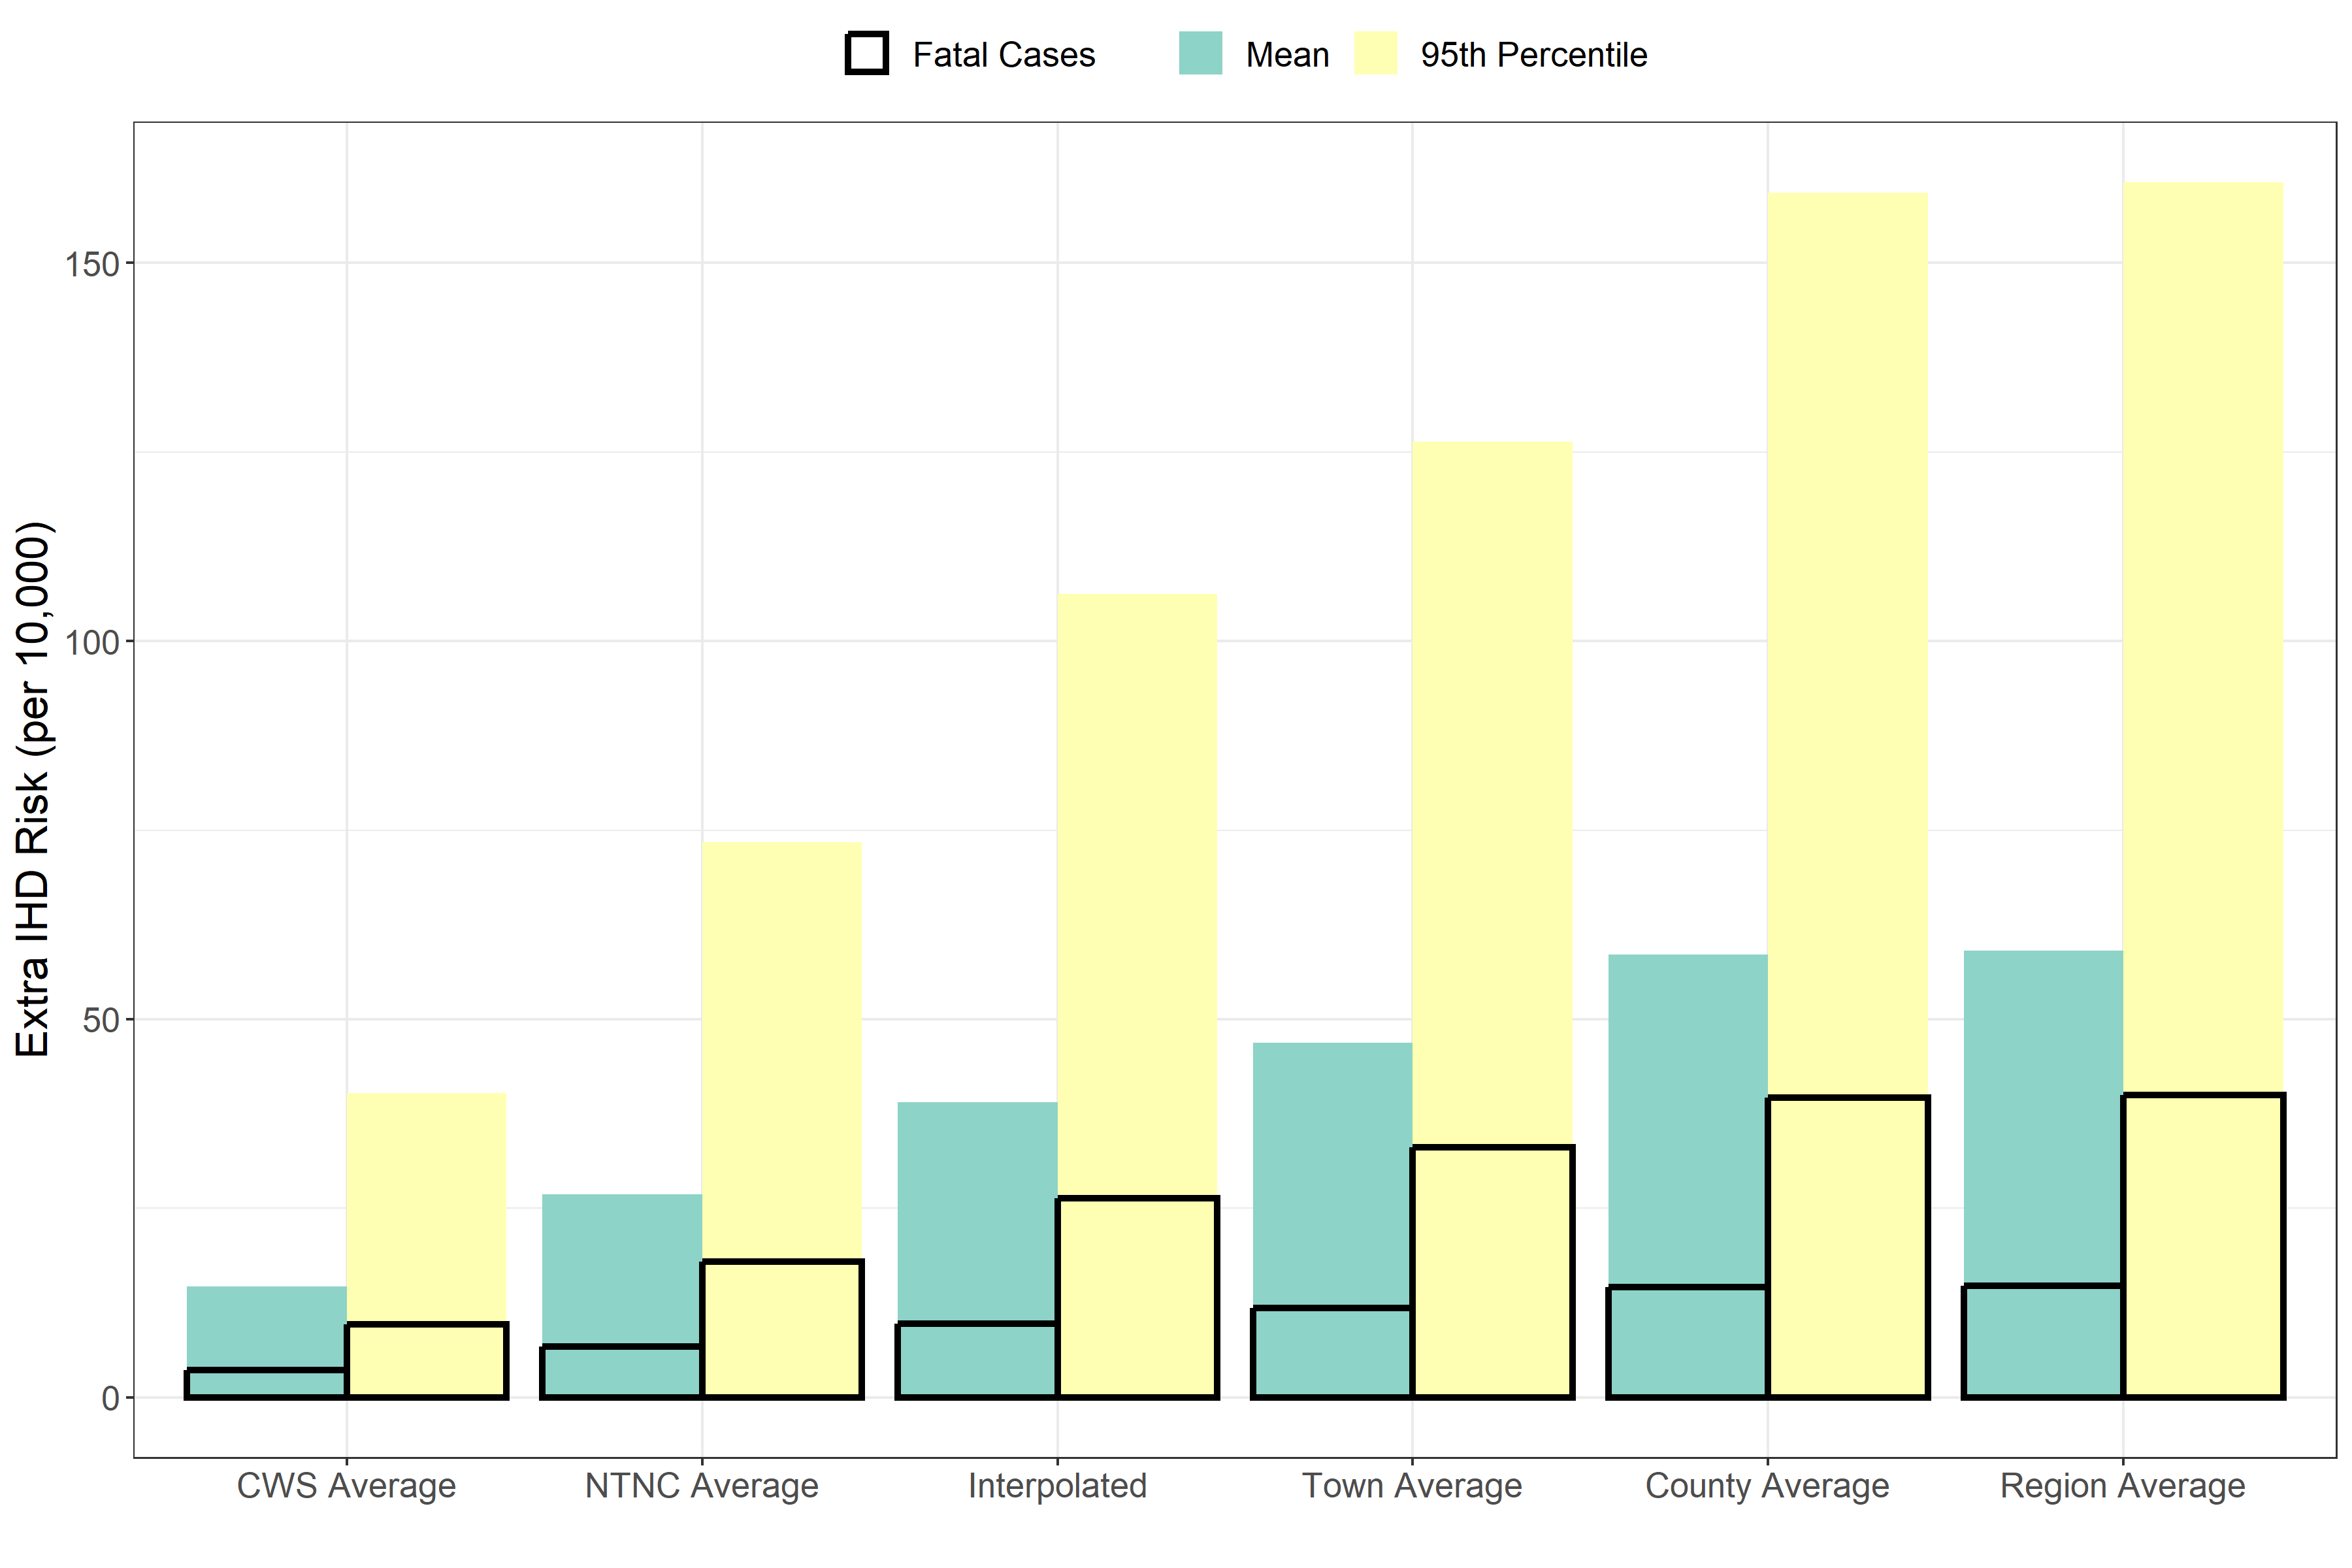 Fatal Cases Mean 95th Percentile
Extra IHD Risk (per 10,000)
150
100
50
0
CWS Average NTNC Average Interpolated Town Average County Average Region Average